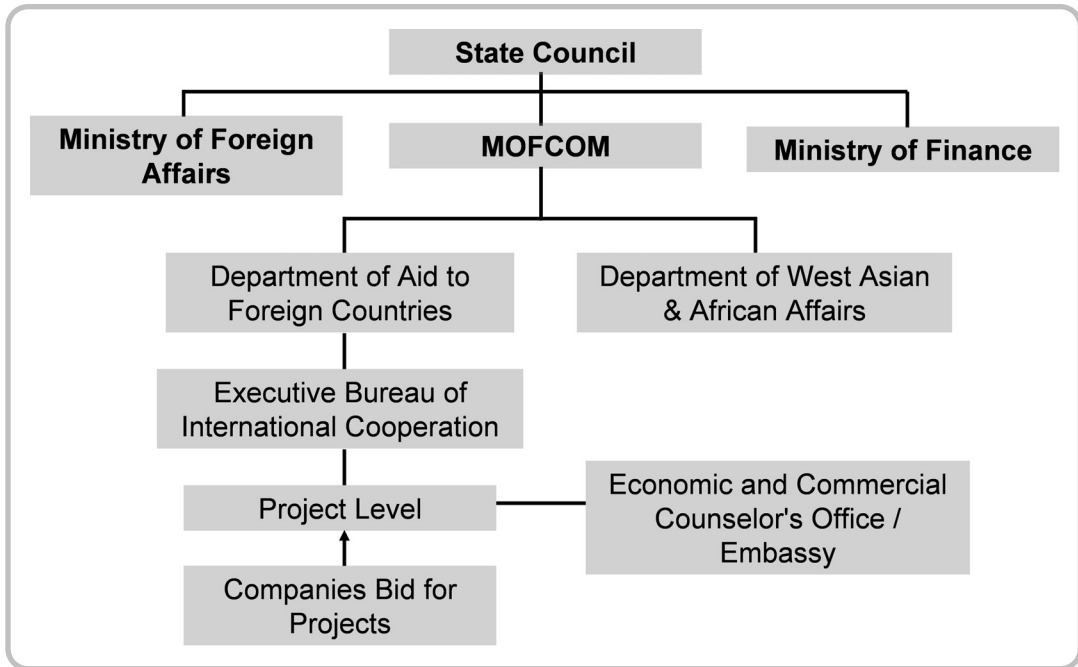 State Council
Ministry of Foreign
Affairs
MOFCOM
Ministry of Finance
Department of Aid to
Foreign Countries
Department of West Asian
& African Affairs
Executive Bureau of
International Cooperation
Project Level
Economic and Commercial
Counselor's Office /
Embassy
Companies Bid for
Projects